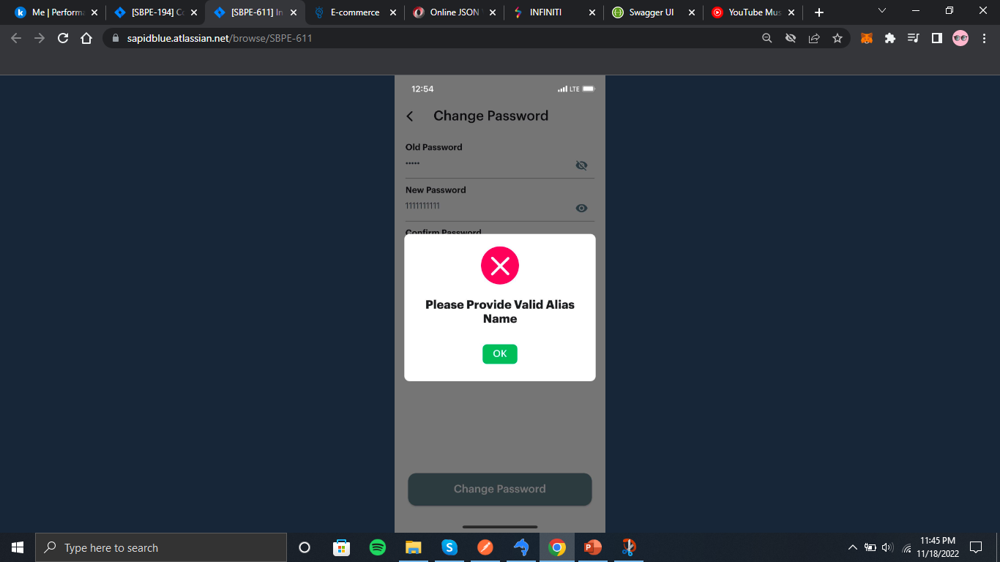 Me | Performa
[SBPE-194] Co
[SBPE-611] In
E-commerce
Online JSON
INFINITI
Swagger UI
YouTube Mus
sapidblue.atlassian.net/browse/SBPE-611
12:54
LTE
Change Password
Old Password
•••••
New Password
1111111111
Confirm Password
Please Provide Valid Alias
Name
OK
Change Password
Type here to search
11:45 PM
11/18/2022